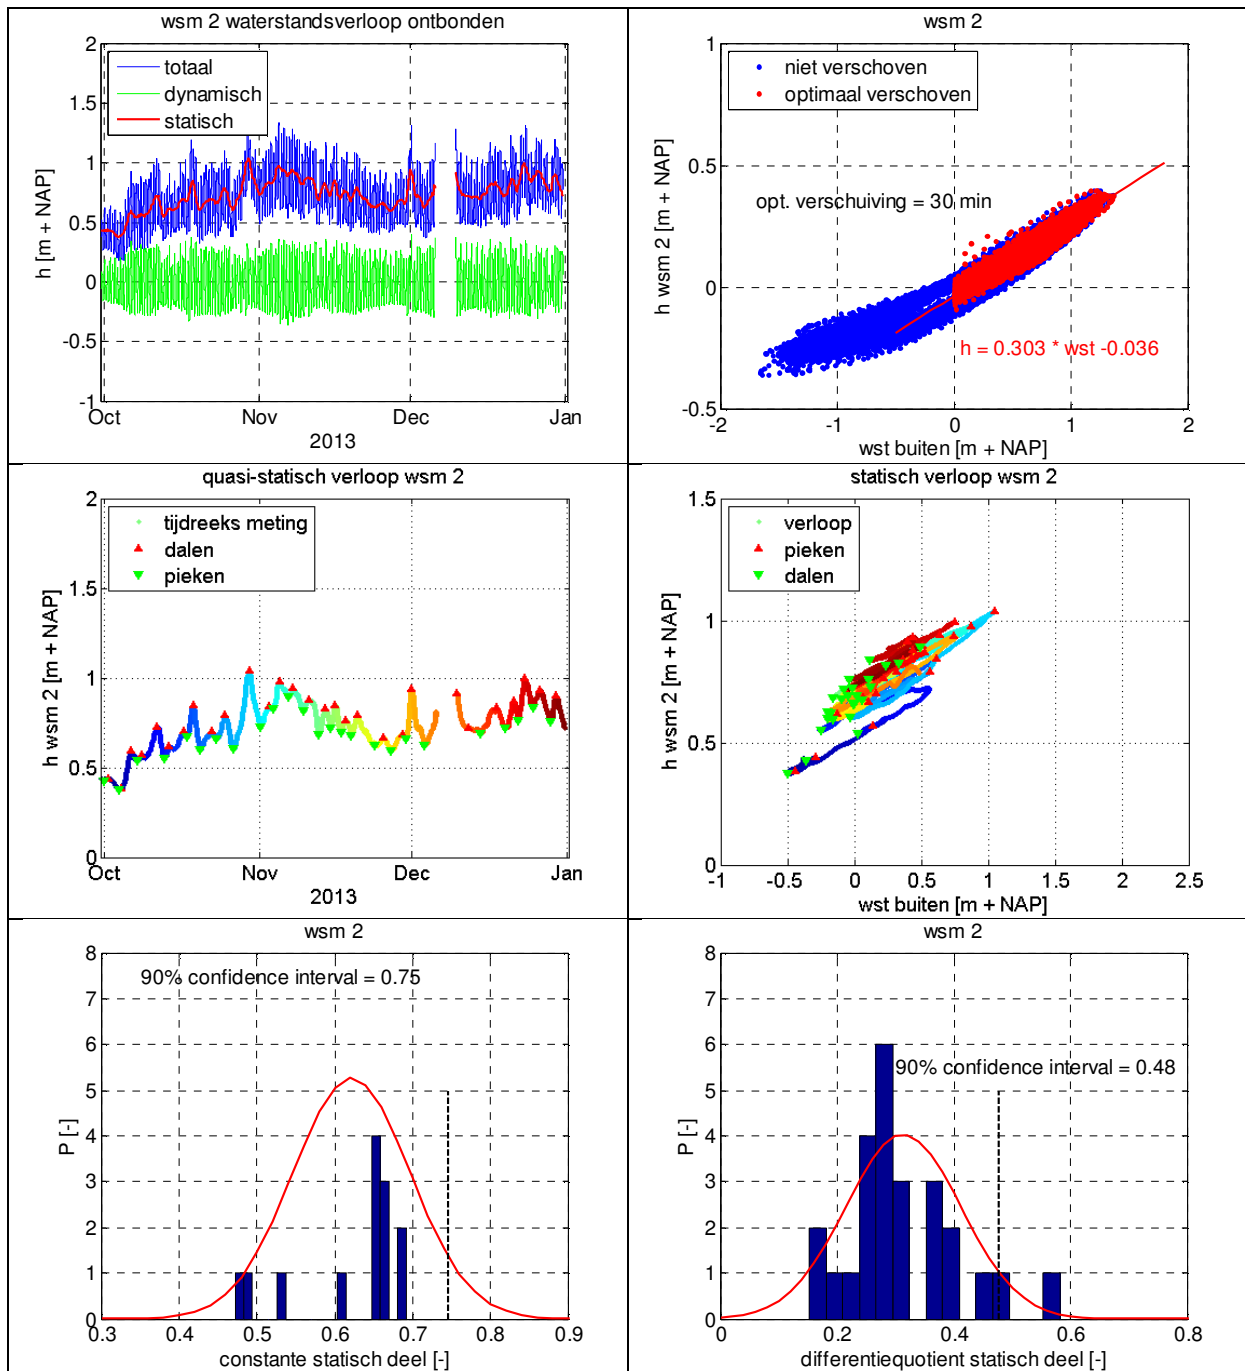 wsm 2 waterstandsverloop ontbonden
totaal
dynamisch
statisch
2
1.5
1
0.5
0
-0.5
-1
h [m + NAP]
Oct
Nov
Dec
Jan
2013
wsm 2
niet verschoven
optimaal verschoven
opt. verschuiving = 30 min
h = 0.303 * wst -0.036
1
0.5
0
-0.5
h wsm 2 [m + NAP]
-2
-1
0
1
2
wst buiten [m + NAP]
quasi-statisch verloop wsm 2
tijdreeks meting
dalen
pieken
2
1.5
1
0.5
0
h wsm 2 [m + NAP]
Oct
Nov
Dec
Jan
2013
statisch verloop wsm 2
verloop
pieken
dalen
1.5
1
0.5
0
h wsm 2 [m + NAP]
-1
-0.5
0
0.5
1
1.5
2
2.5
wst buiten [m + NAP]
wsm 2
90% confidence interval = 0.75
8
7
6
5
4
3
2
1
0
P [-]
0.3
0.4
0.5
0.6
0.7
0.8
0.9
constante statisch deel [-]
wsm 2
90% confidence interval = 0.48
8
7
6
5
4
3
2
1
0
P [-]
0
0.2
0.4
0.6
0.8
differentiequotient statisch deel [-]